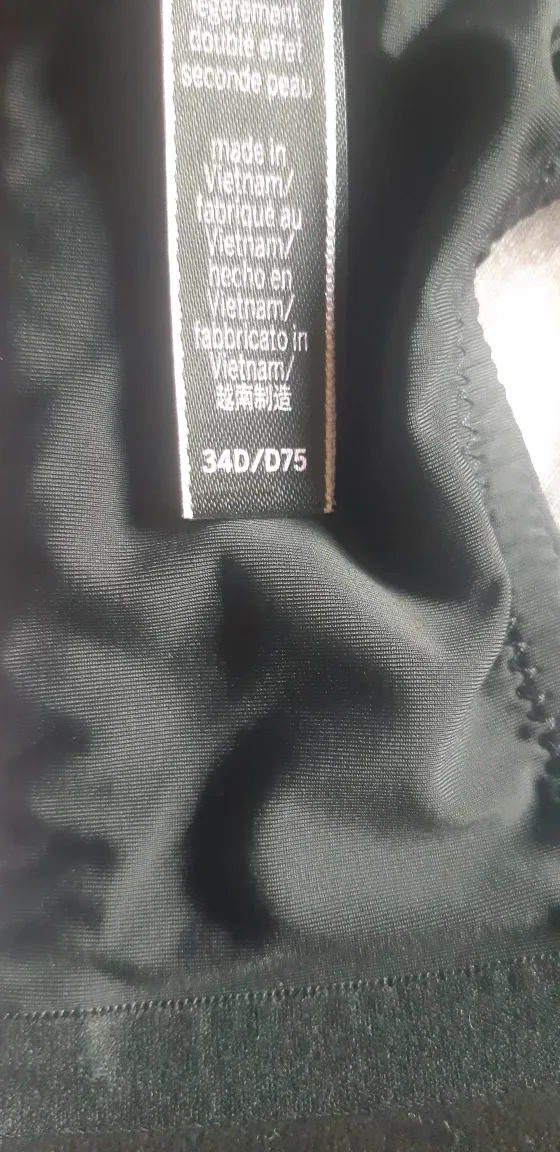 légèrement
double effet
seconde peau
made in
Vietnam/
fabriqué au
Vietnam/
hecho en
Vietnam/
fabbricato in
Vietnam/
越南制造
34D/D75